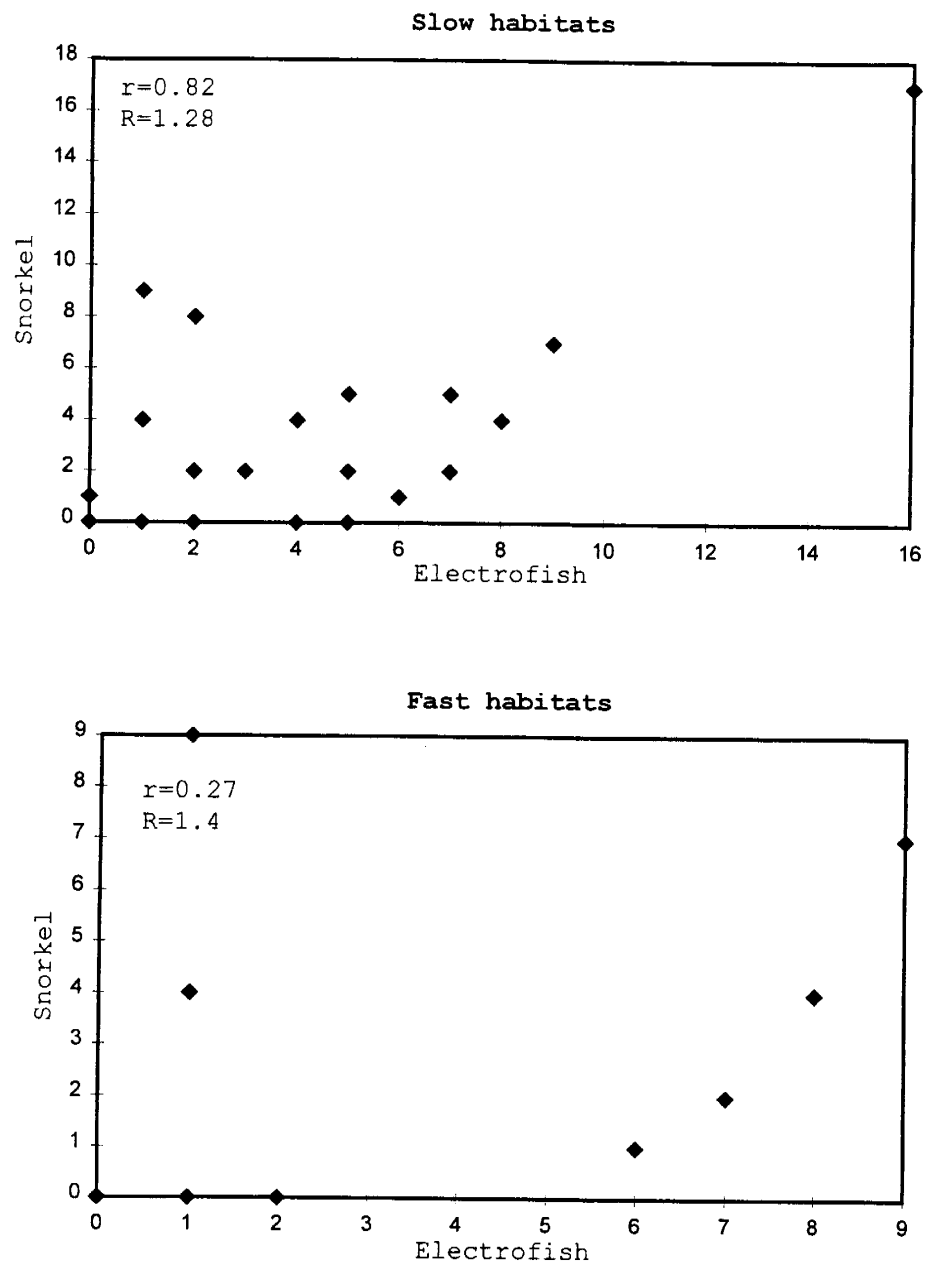 Slow habitats
18
r=0.82
R=1.28
16
14
12
10
8
6
4
2
0
Snorkel
0 2 4 6 8 10 12 14 16
Electrofish
Fast habitats
9
8
r=0.27
R=1.4
7
6
5
4
3
2
1
0
Snorkel
0 1 2 3 4 5 6 7 8 9
Electrofish